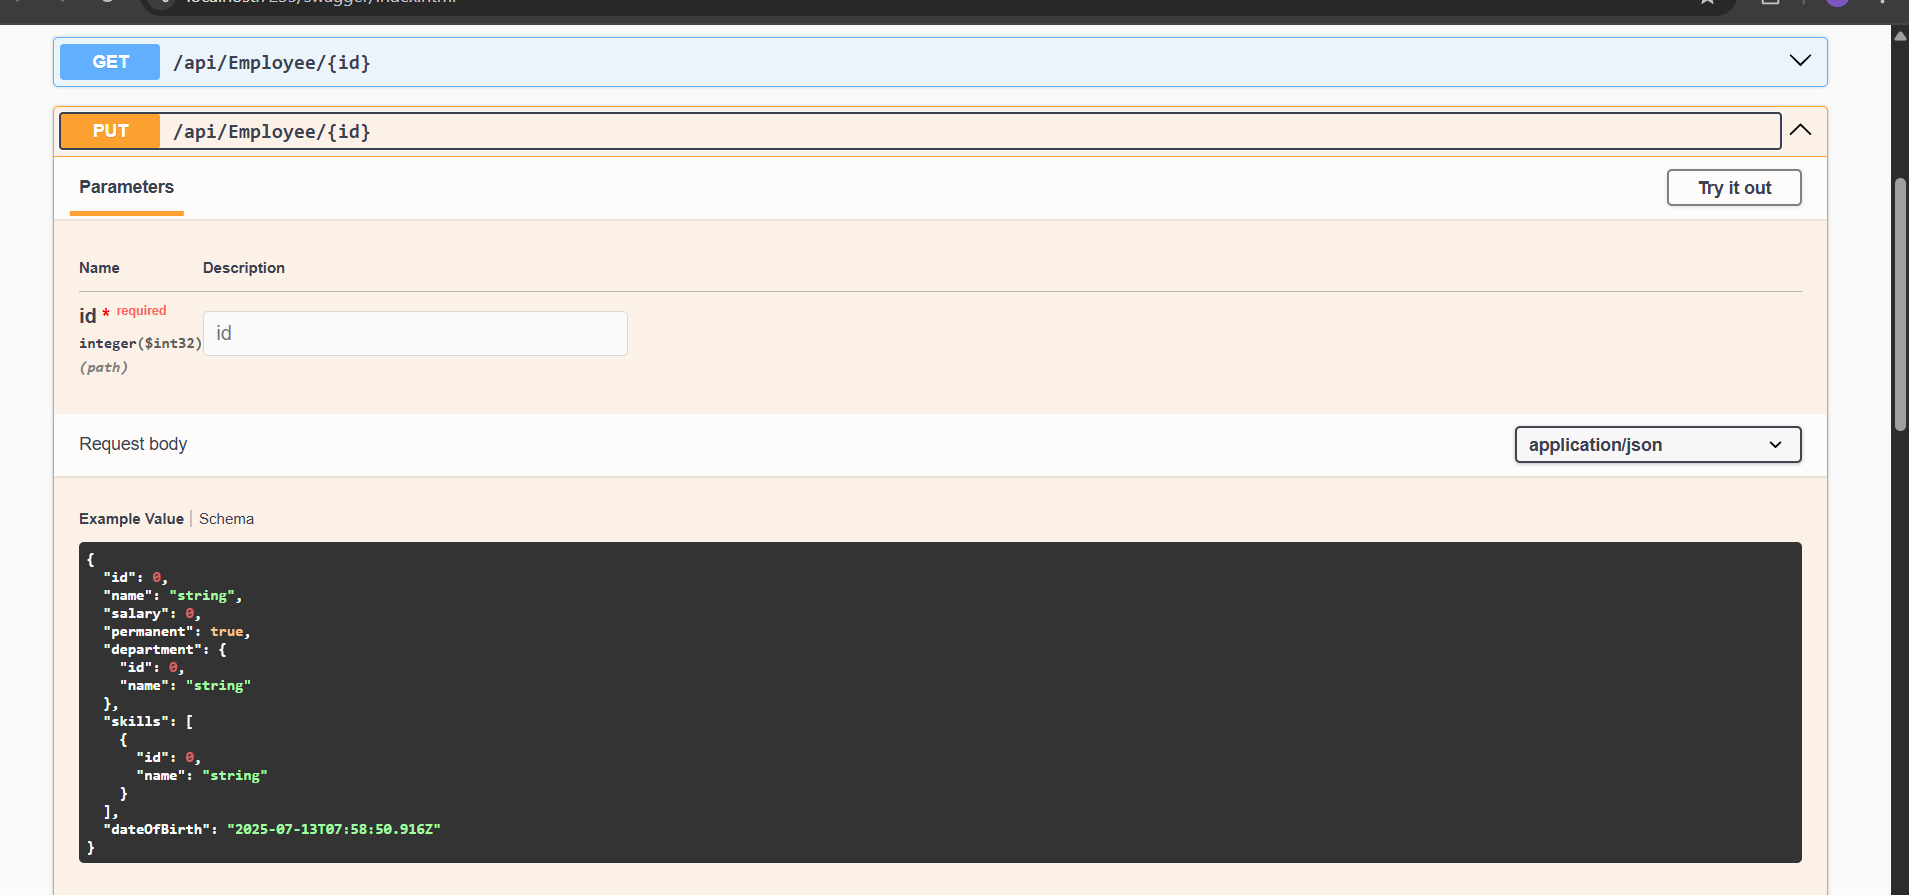 GET /api/Employee/{id}
PUT /api/Employee/{id}
Parameters
Try it out
Name Description
id * required
integer($int32)
(path)
id
Request body
application/json
Example Value | Schema
{
  "id": 0,
  "name": "string",
  "salary": 0,
  "permanent": true,
  "department": {
    "id": 0,
    "name": "string"
  },
  "skills": [
    {
      "id": 0,
      "name": "string"
    }
  ],
  "dateOfBirth": "2025-07-13T07:58:50.916Z"
}